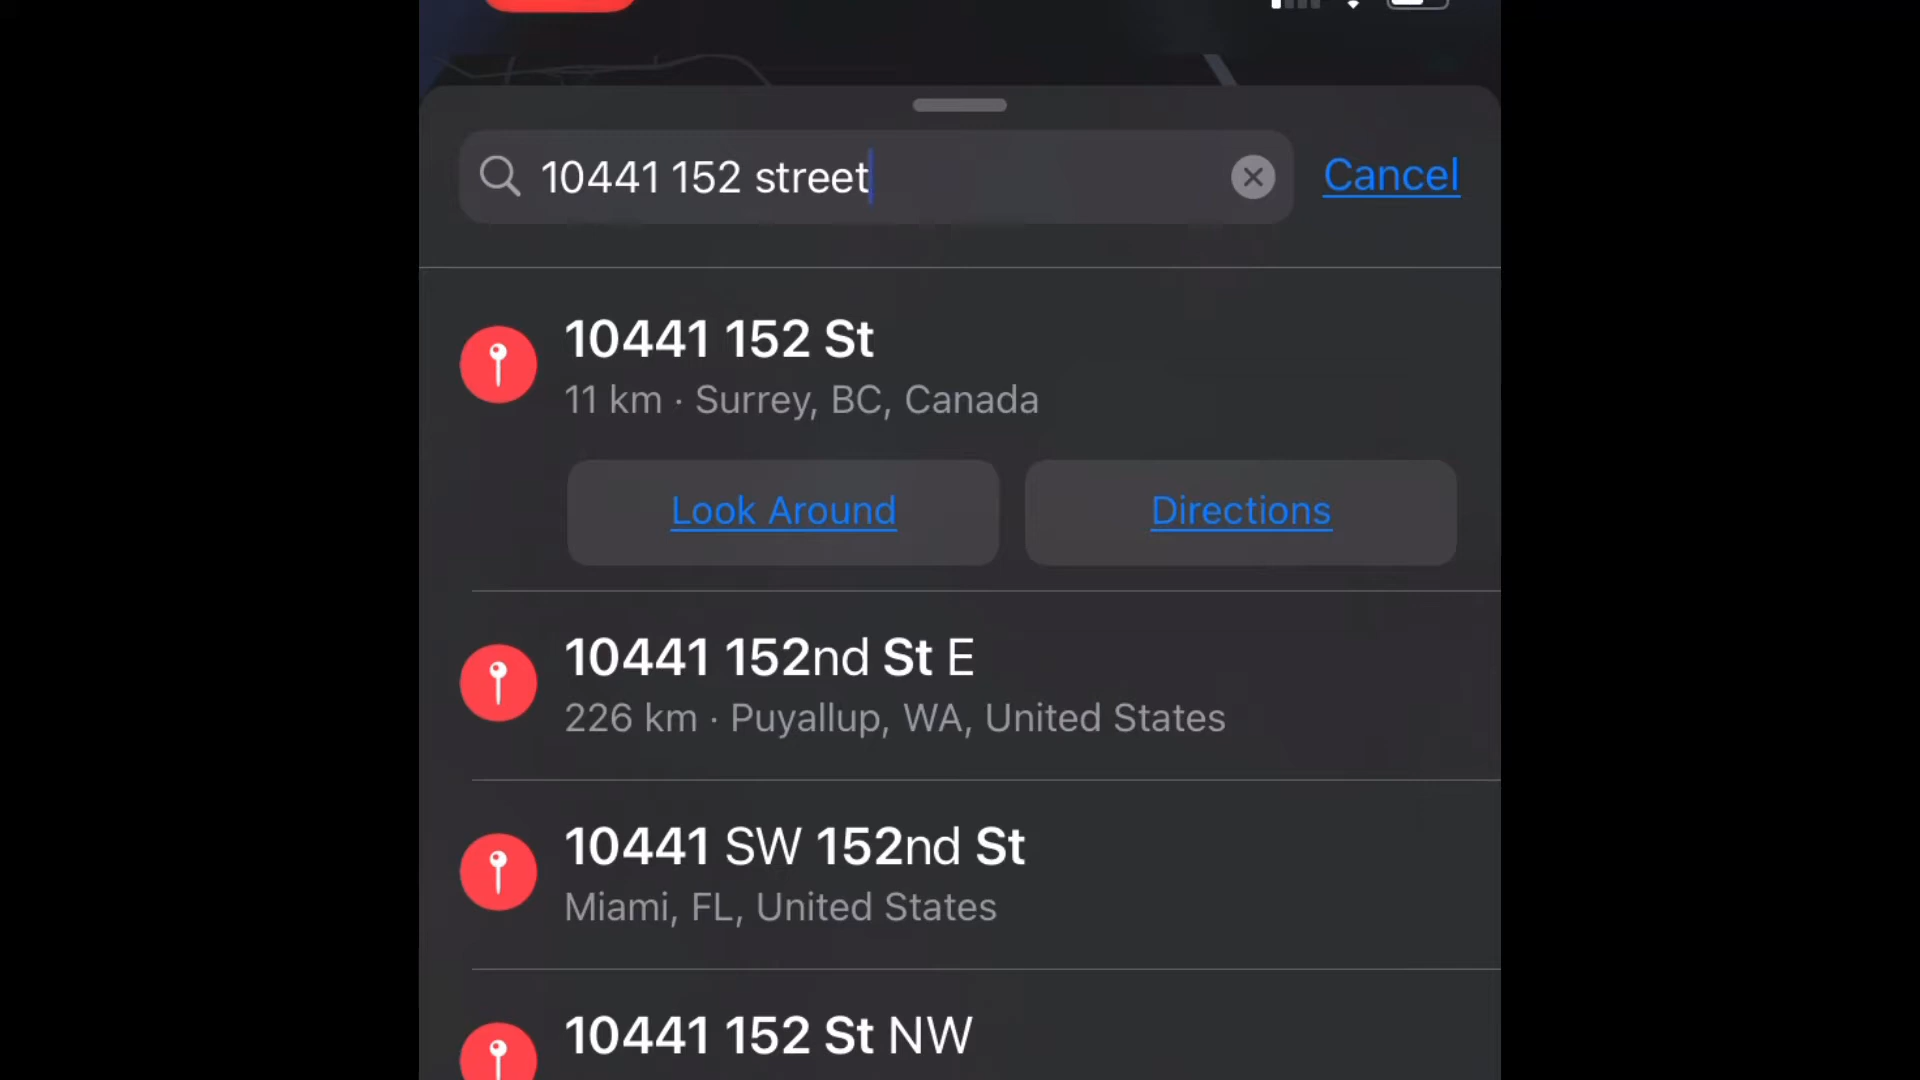 10441 152 street
Cancel
10441 152 St
11 km · Surrey, BC, Canada
Look Around
Directions
10441 152nd St E
226 km · Puyallup, WA, United States
10441 SW 152nd St
Miami, FL, United States
10441 152 St NW